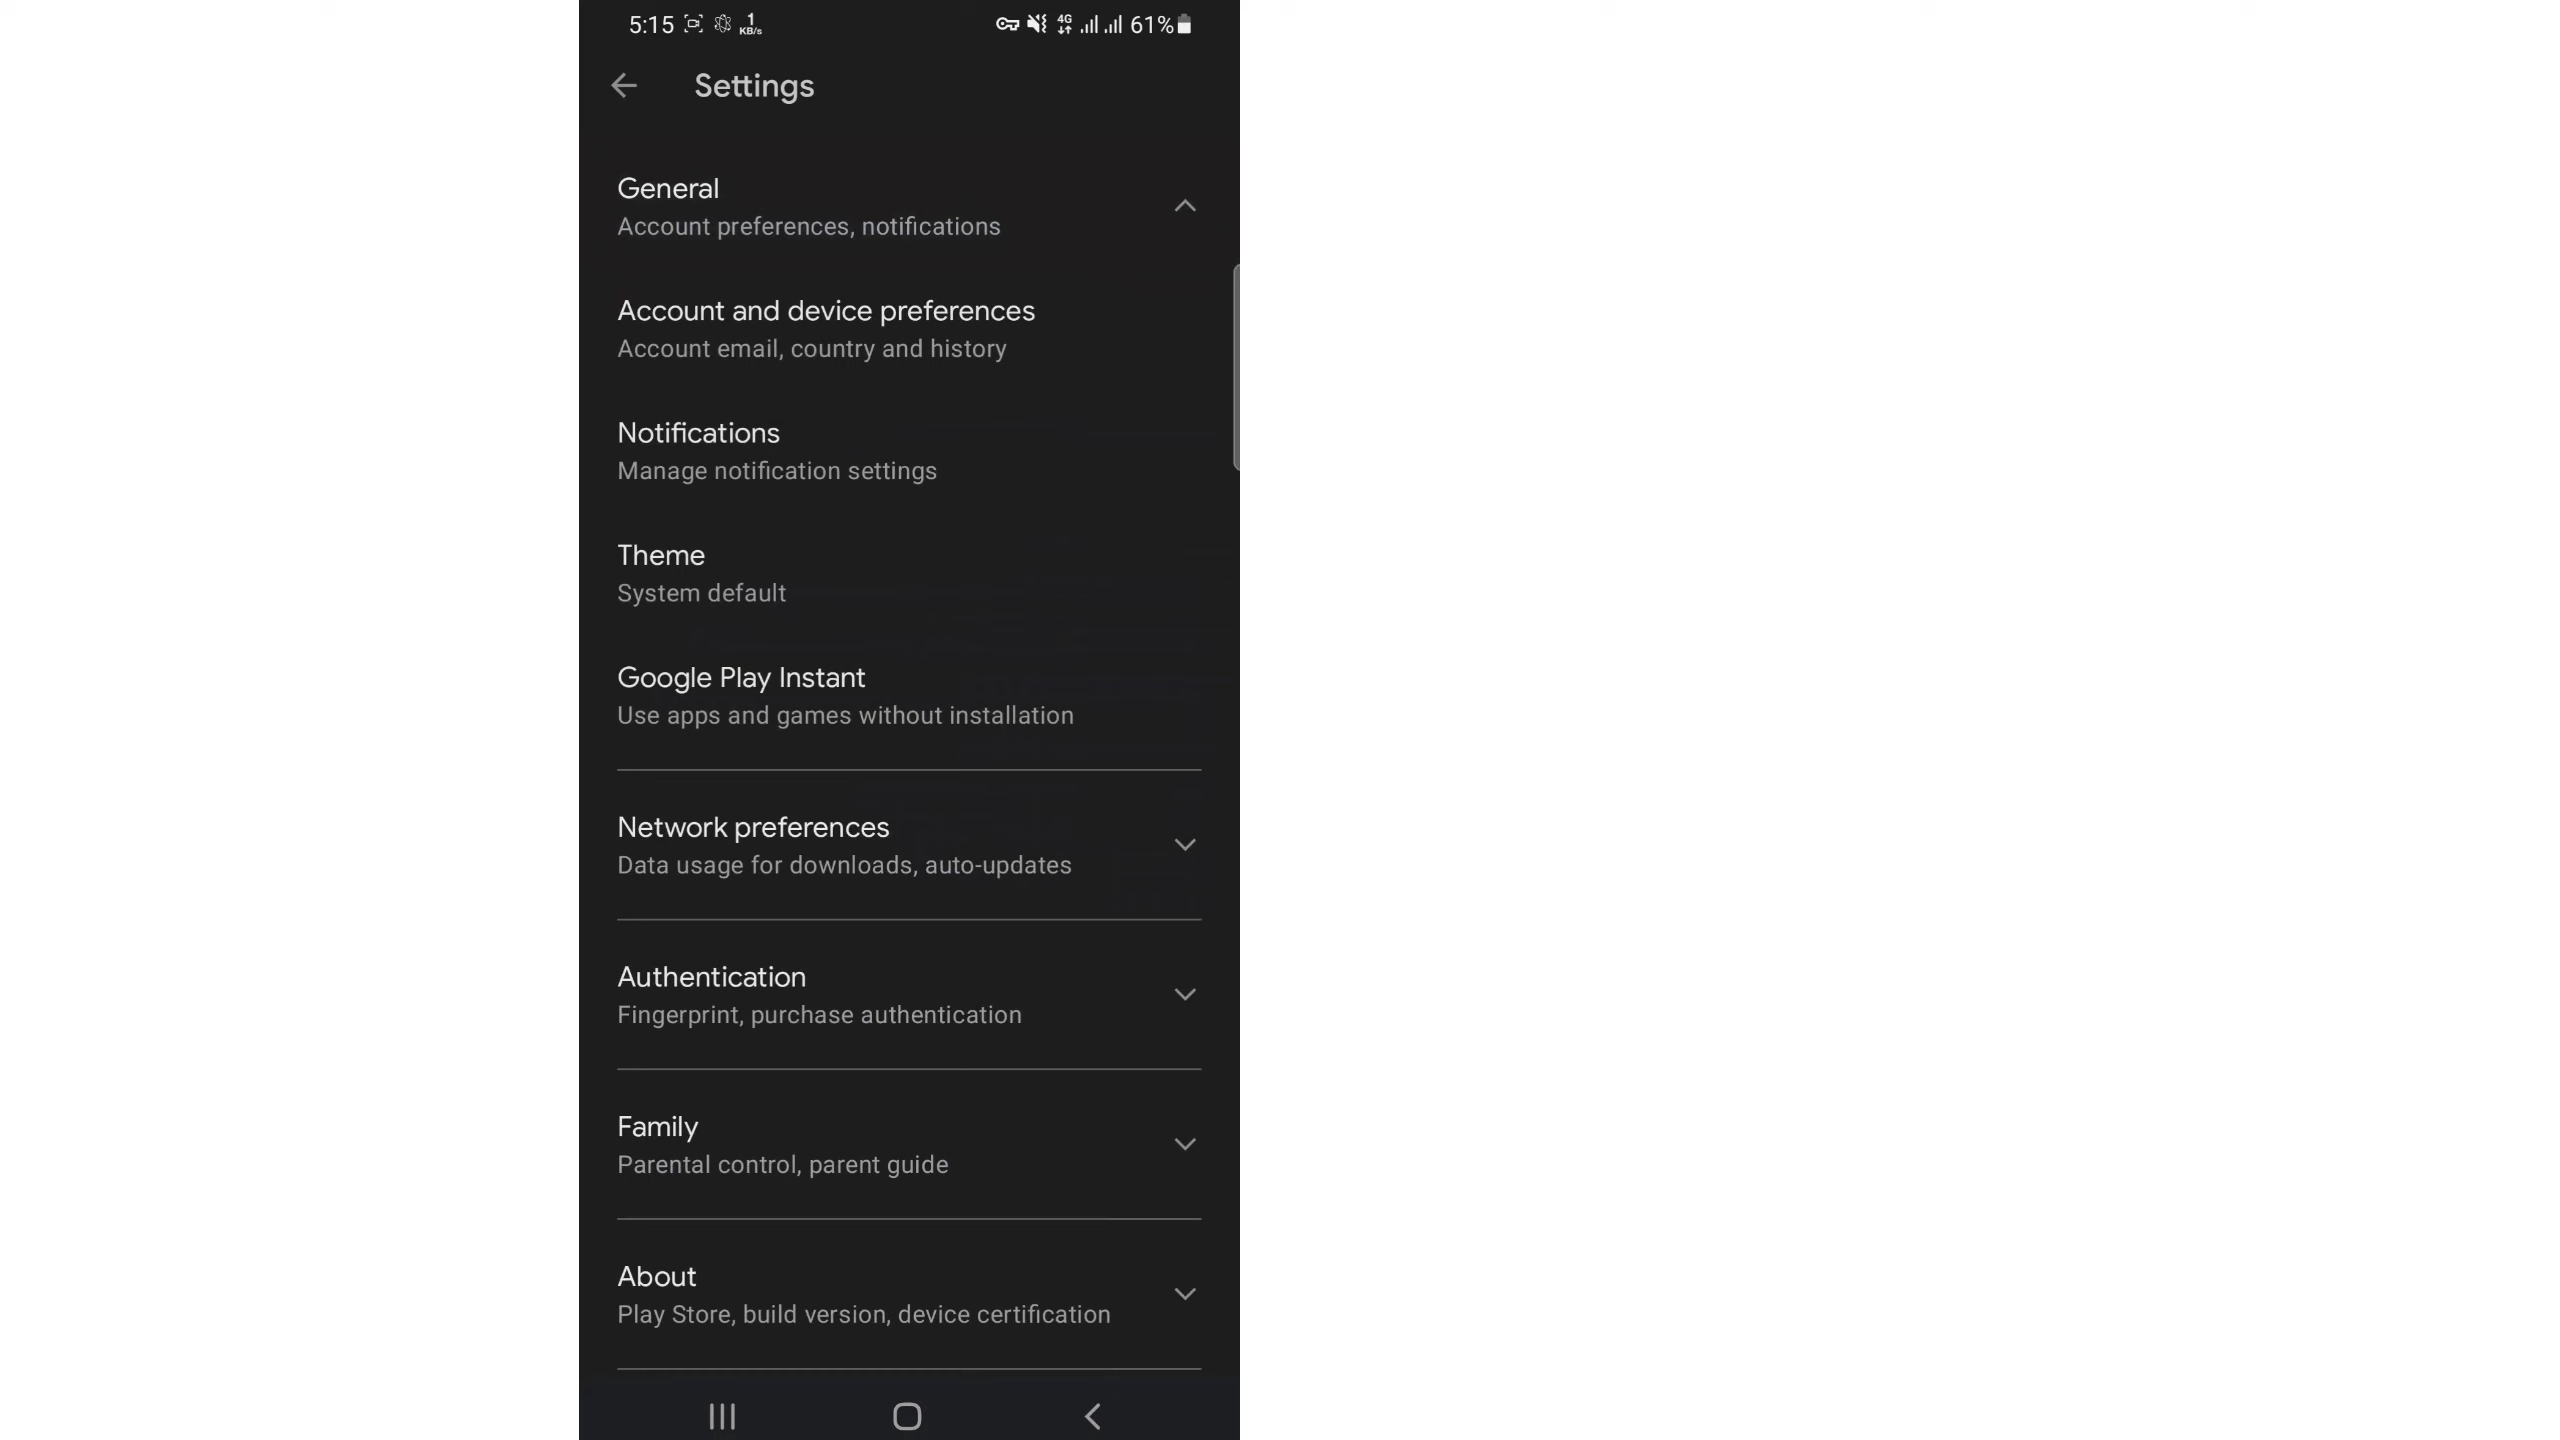 5:15 1 KB/s 4G 61%
Settings
General
Account preferences, notifications
Account and device preferences
Account email, country and history
Notifications
Manage notification settings
Theme
System default
Google Play Instant
Use apps and games without installation
Network preferences
Data usage for downloads, auto-updates
Authentication
Fingerprint, purchase authentication
Family
Parental control, parent guide
About
Play Store, build version, device certification